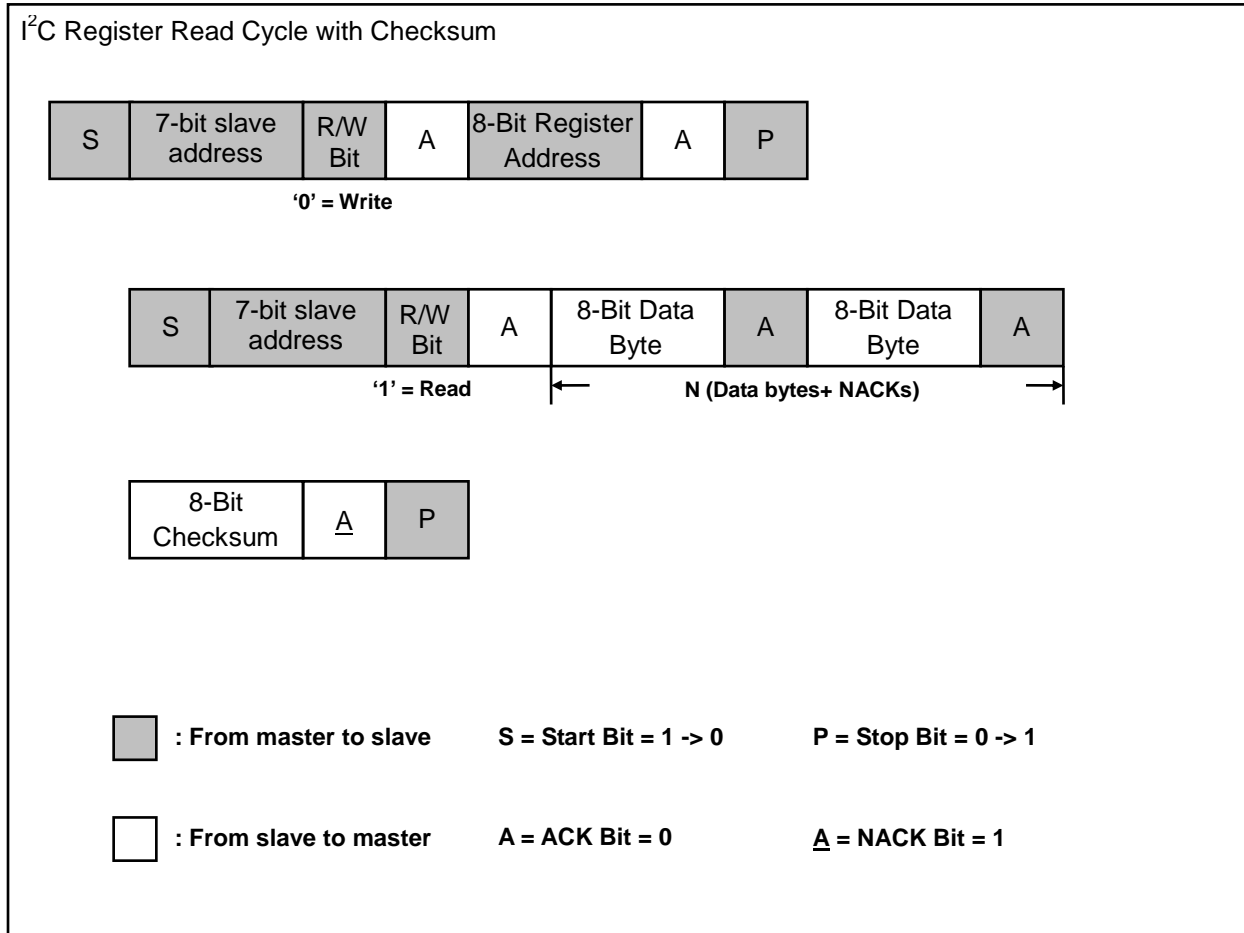 I²C Register Read Cycle with Checksum
S
7-bit slave
address
R/W
Bit
A
8-Bit Register
Address
A
P
‘0’ = Write
S
7-bit slave
address
R/W
Bit
A
8-Bit Data
Byte
A
8-Bit Data
Byte
A
‘1’ = Read
N (Data bytes+ NACKs)
8-Bit
Checksum
A
P
: From master to slave
S = Start Bit = 1 -> 0
P = Stop Bit = 0 -> 1
: From slave to master
A = ACK Bit = 0
A = NACK Bit = 1